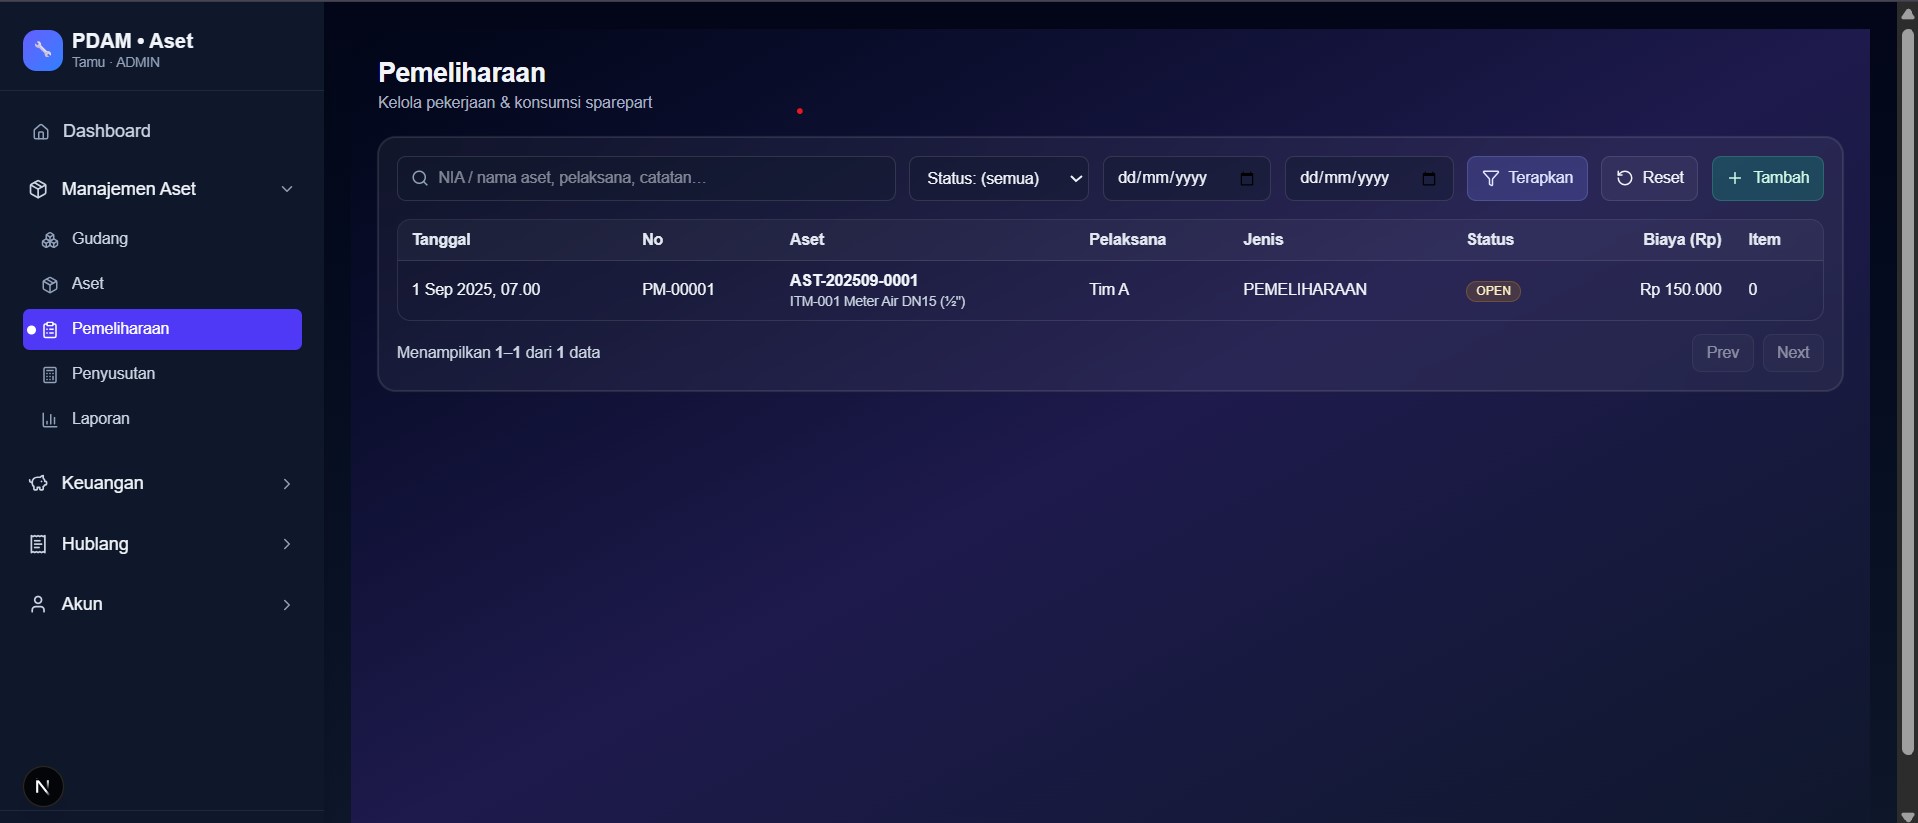 PDAM • Aset
Tamu · ADMIN
Dashboard
Manajemen Aset
Gudang
Aset
Pemeliharaan
Penyusutan
Laporan
Keuangan
Hublang
Akun
N
Pemeliharaan
Kelola pekerjaan & konsumsi sparepart
NIA / nama aset, pelaksana, catatan... Status: (semua) dd/mm/yyyy dd/mm/yyyy Terapkan Reset Tambah
Tanggal No Aset Pelaksana Jenis Status Biaya (Rp) Item
1 Sep 2025, 07.00 PM-00001 AST-202509-0001 Tim A PEMELIHARAAN OPEN Rp 150.000 0
ITM-001 Meter Air DN15 (½")
Menampilkan 1–1 dari 1 data Prev Next